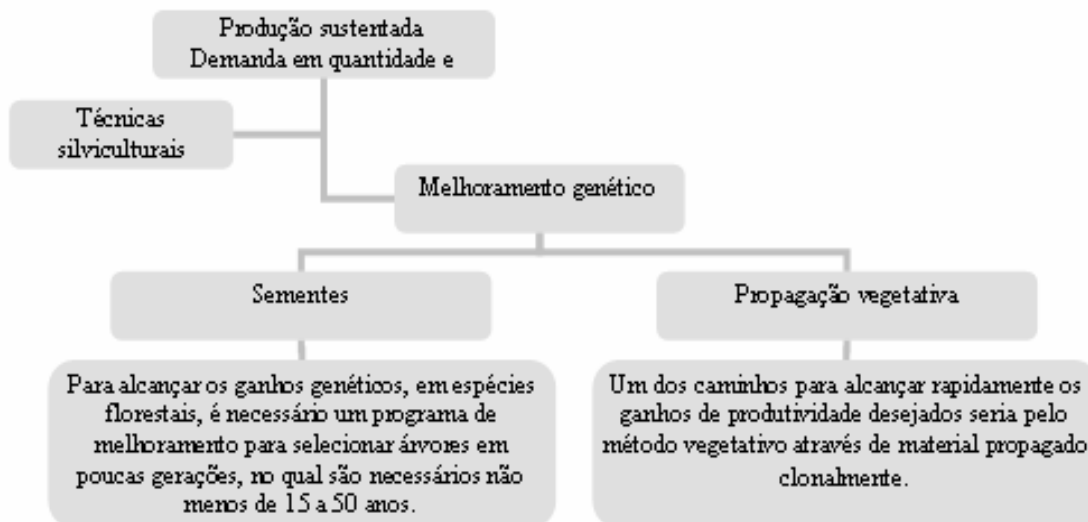 Produção sustentada
Demanda em quantidade e
Técnicas
silviculturais
Melhoramento genético
Sementes
Propagação vegetativa
Para alcançar os ganhos genéticos, em espécies
florestais, é necessário um programa de
melhoramento para selecionar árvores em
poucas gerações, no qual são necessários não
menos de 15 a 50 anos.
Um dos caminhos para alcançar rapidamente os
ganhos de produtividade desejados seria pelo
método vegetativo através de material propagado
clonalmente.